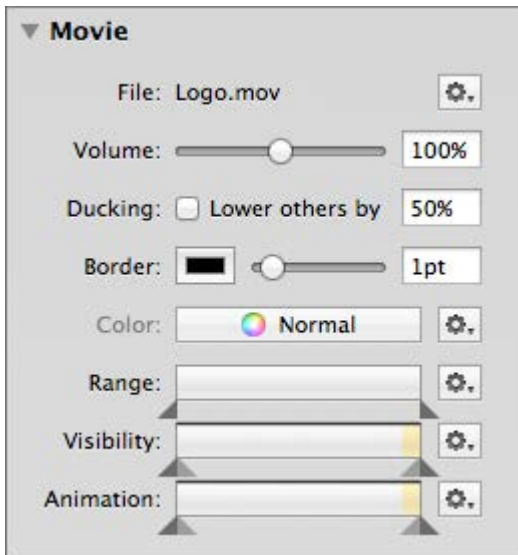 Movie
File: Logo.mov
Volume: 100%
Ducking: Lower others by 50%
Border: 1pt
Color: Normal
Range:
Visibility:
Animation: